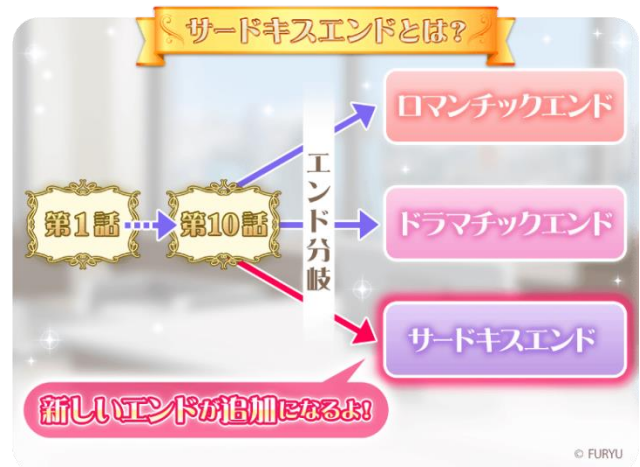 サードキスエンドとは?
ロマンチックエンド
エンド分岐
第1話
第10話
ドラマチックエンド
サードキスエンド
新しいエンドが追加になるよ!
© FURYU